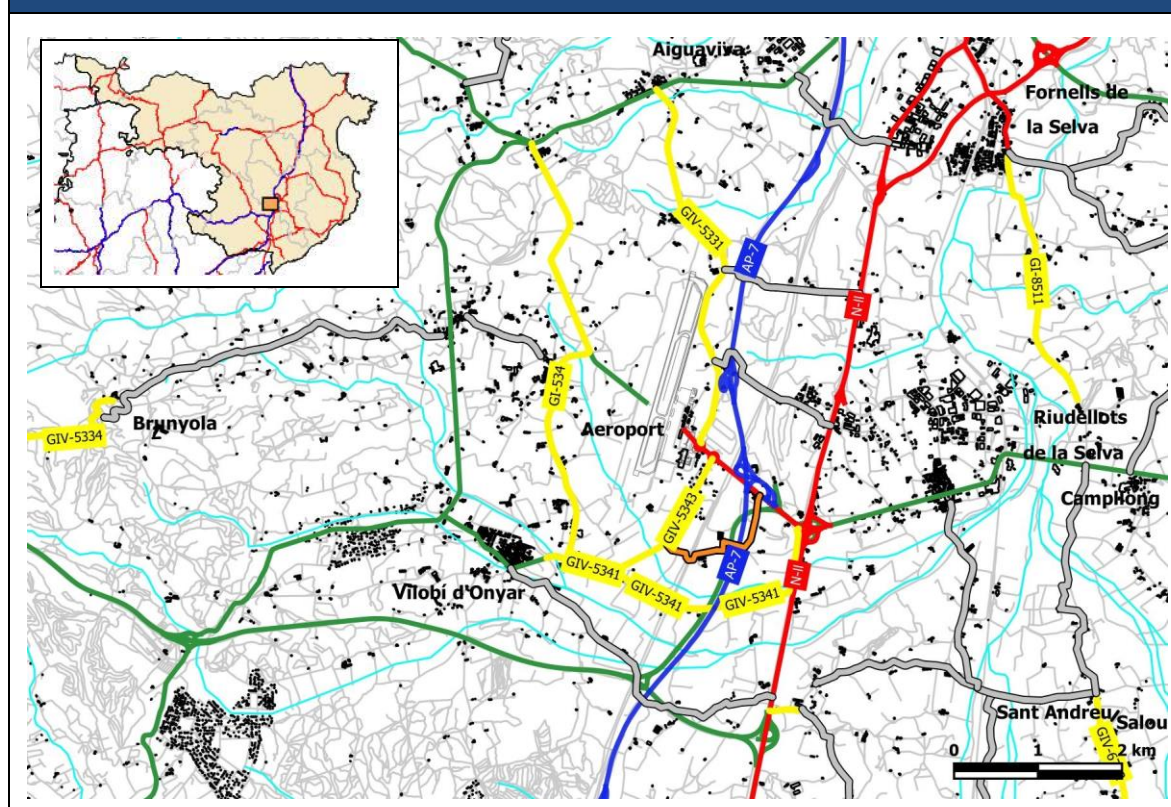 Aiguaviva
Fornells de
la Selva
GIV-5331
AP-7
GI-8511
N-II
GI-534
Brunyola
GIV-5334
Aeroport
Riudellots
de la Selva
Campllong
GIV-5343
GIV-5341
GIV-5341
GIV-5341
AP-7
N-II
Vilobí d'Onyar
Sant Andreu Salou
GIV-6
0 1 2 km